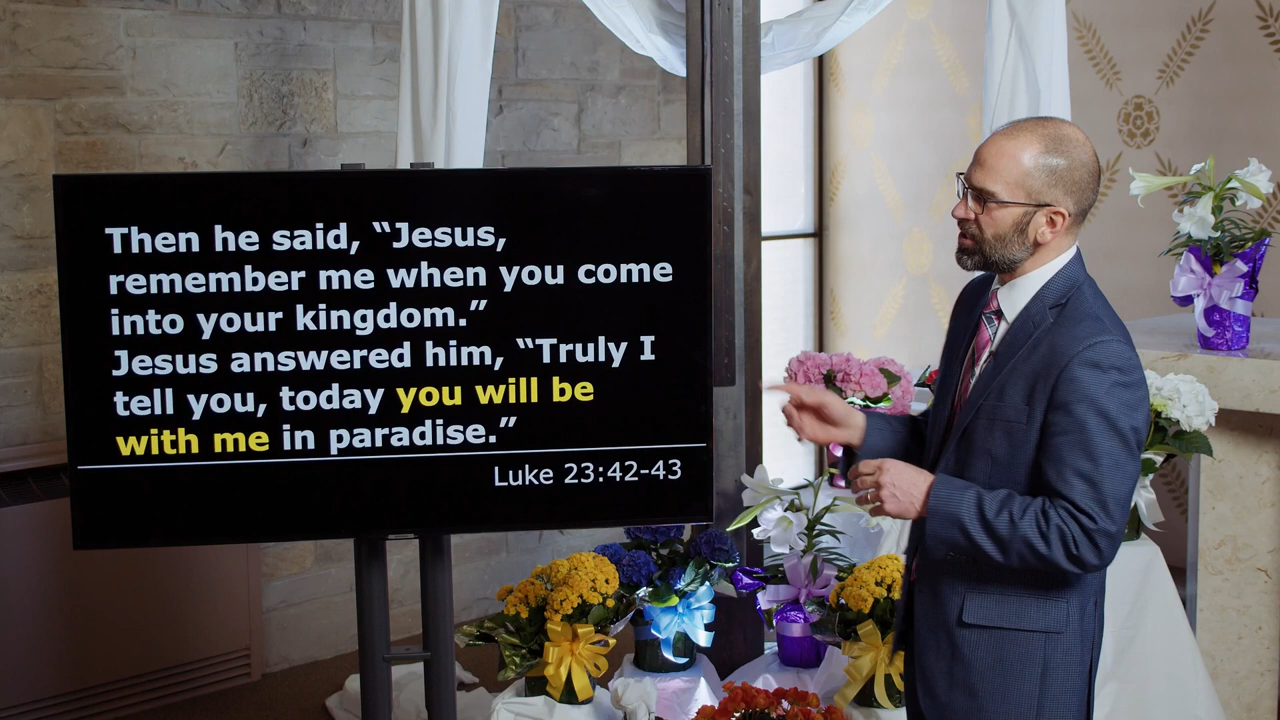 Then he said, “Jesus,
remember me when you come
into your kingdom.”
Jesus answered him, “Truly I
tell you, today you will be
with me in paradise.”
Luke 23:42-43